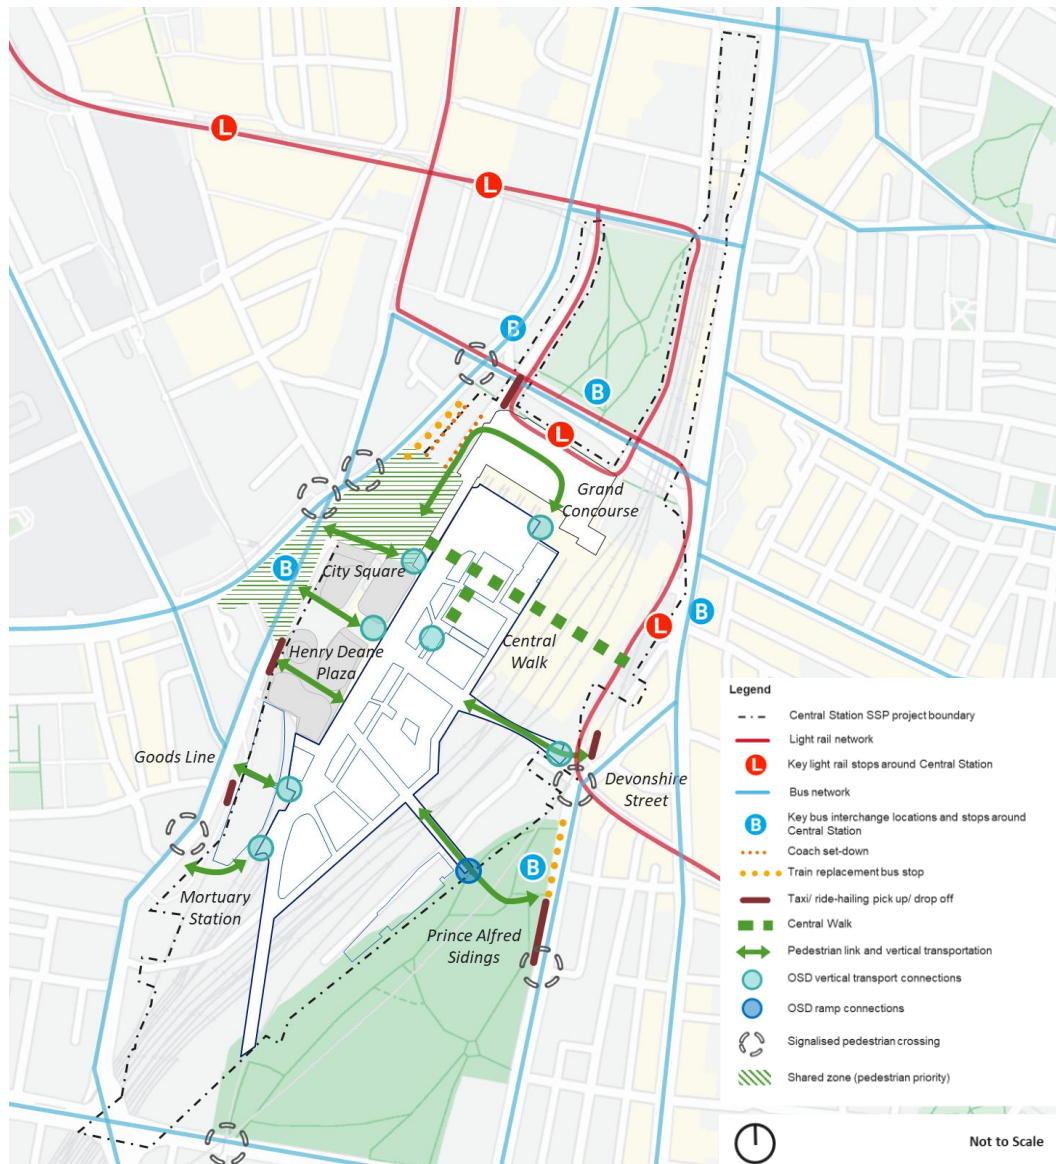 L
L
B
B
L
Grand
Concourse
B
City Square
B
L
Central
Walk
Henry Deane
Plaza
Goods Line
Devonshire
Street
B
Mortuary
Station
Prince Alfred
Sidings
Legend
Central Station SSP project boundary
Light rail network
L
Key light rail stops around Central Station
Bus network
B
Key bus interchange locations and stops around
Central Station
Coach set-down
Train replacement bus stop
Taxi/ ride-hailing pick up/ drop off
Central Walk
Pedestrian link and vertical transportation
OSD vertical transport connections
OSD ramp connections
Signalised pedestrian crossing
Shared zone (pedestrian priority)
Not to Scale